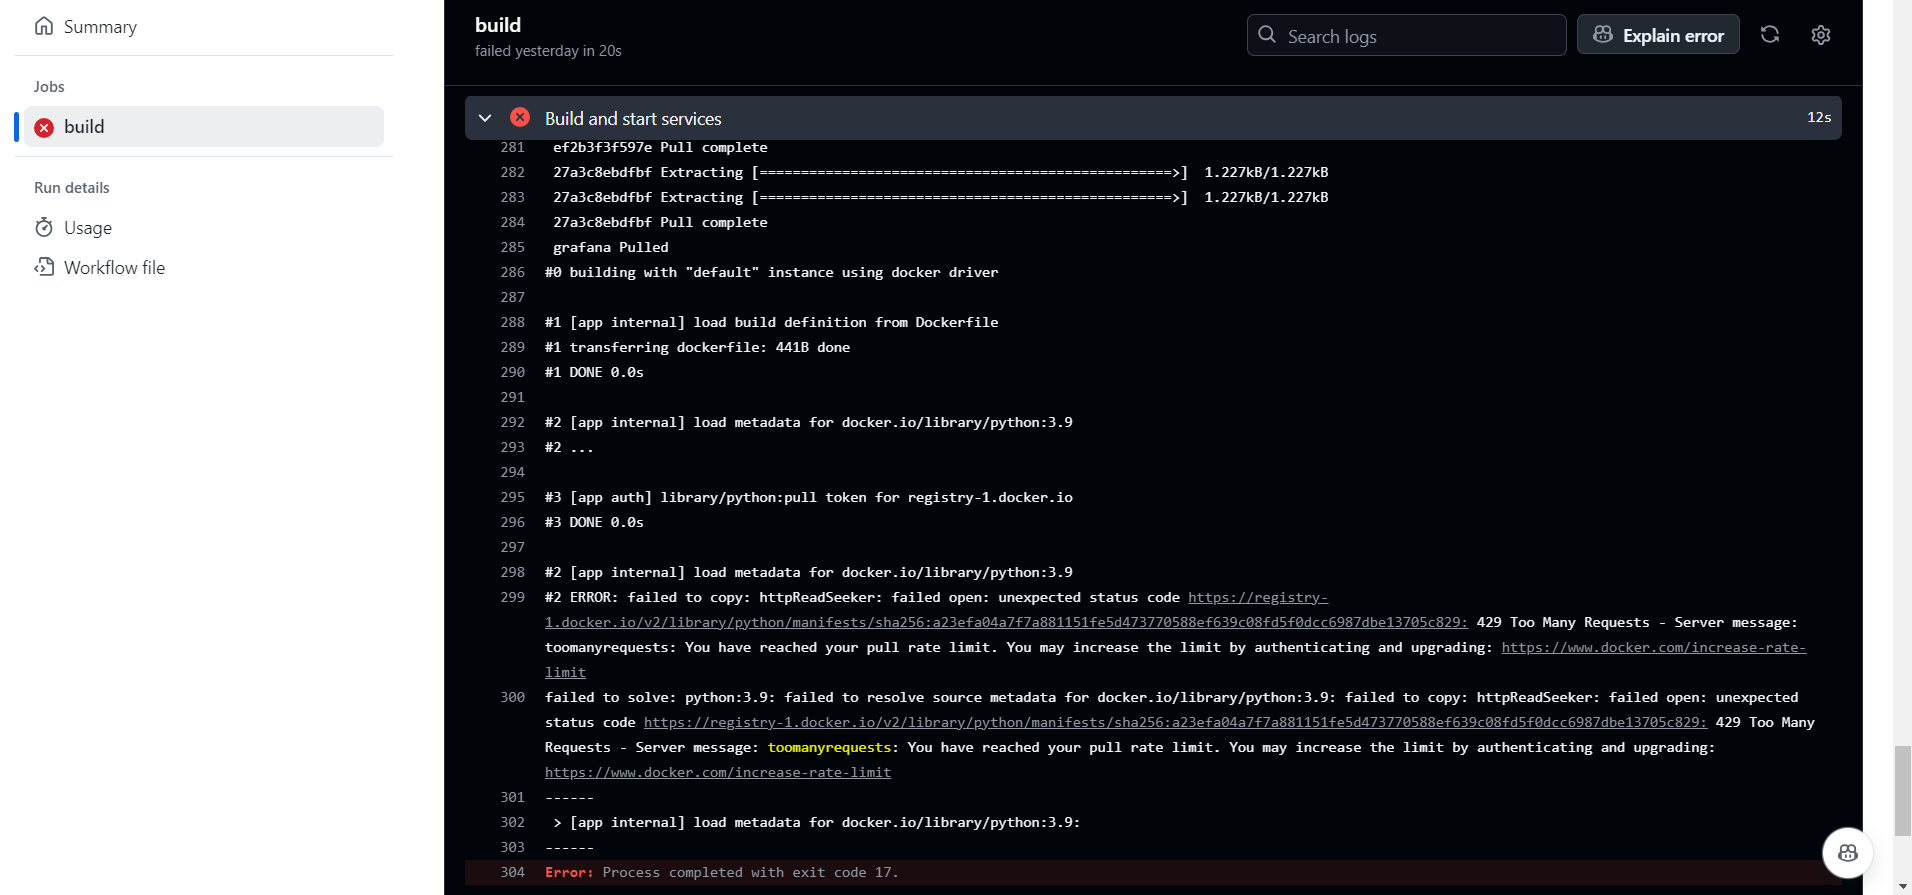 Summary
Jobs
build
Run details
Usage
Workflow file
build
failed yesterday in 20s
Search logs
Explain error
Build and start services
12s
281 ef2b3f3f597e Pull complete
282 27a3c8ebdfbf Extracting [==================================================>]  1.227kB/1.227kB
283 27a3c8ebdfbf Extracting [==================================================>]  1.227kB/1.227kB
284 27a3c8ebdfbf Pull complete
285 grafana Pulled
286 #0 building with "default" instance using docker driver
287
288 #1 [app internal] load build definition from Dockerfile
289 #1 transferring dockerfile: 441B done
290 #1 DONE 0.0s
291
292 #2 [app internal] load metadata for docker.io/library/python:3.9
293 #2 ...
294
295 #3 [app auth] library/python:pull token for registry-1.docker.io
296 #3 DONE 0.0s
297
298 #2 [app internal] load metadata for docker.io/library/python:3.9
299 #2 ERROR: failed to copy: httpReadSeeker: failed open: unexpected status code https://registry-
1.docker.io/v2/library/python/manifests/sha256:a23efa04a7f7a881151fe5d473770588ef639c08fd5f0dcc6987dbe13705c829: 429 Too Many Requests - Server message:
toomanyrequests: You have reached your pull rate limit. You may increase the limit by authenticating and upgrading: https://www.docker.com/increase-rate-
limit
300 failed to solve: python:3.9: failed to resolve source metadata for docker.io/library/python:3.9: failed to copy: httpReadSeeker: failed open: unexpected
status code https://registry-1.docker.io/v2/library/python/manifests/sha256:a23efa04a7f7a881151fe5d473770588ef639c08fd5f0dcc6987dbe13705c829: 429 Too Many
Requests - Server message: toomanyrequests: You have reached your pull rate limit. You may increase the limit by authenticating and upgrading:
https://www.docker.com/increase-rate-limit
301 ------
302 > [app internal] load metadata for docker.io/library/python:3.9:
303 ------
304 Error: Process completed with exit code 17.